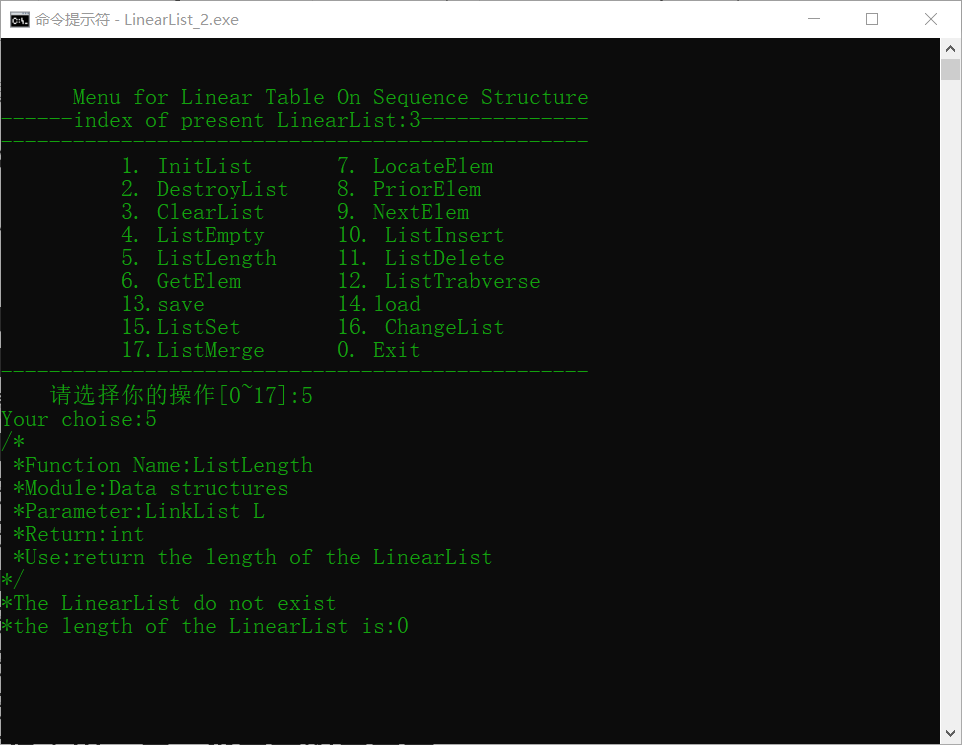 命令提示符 - LinearList_2.exe
Menu for Linear Table On Sequence Structure
------index of present LinearList:3--------------
-------------------------------------------------
1. InitList 7. LocateElem
2. DestroyList 8. PriorElem
3. ClearList 9. NextElem
4. ListEmpty 10. ListInsert
5. ListLength 11. ListDelete
6. GetElem 12. ListTrabverse
13.save 14.load
15.ListSet 16. ChangeList
17.ListMerge 0. Exit
-------------------------------------------------
请选择你的操作[0~17]:5
Your choise:5
/*
*Function Name:ListLength
*Module:Data structures
*Parameter:LinkList L
*Return:int
*Use:return the length of the LinearList
*/
*The LinearList do not exist
*the length of the LinearList is:0